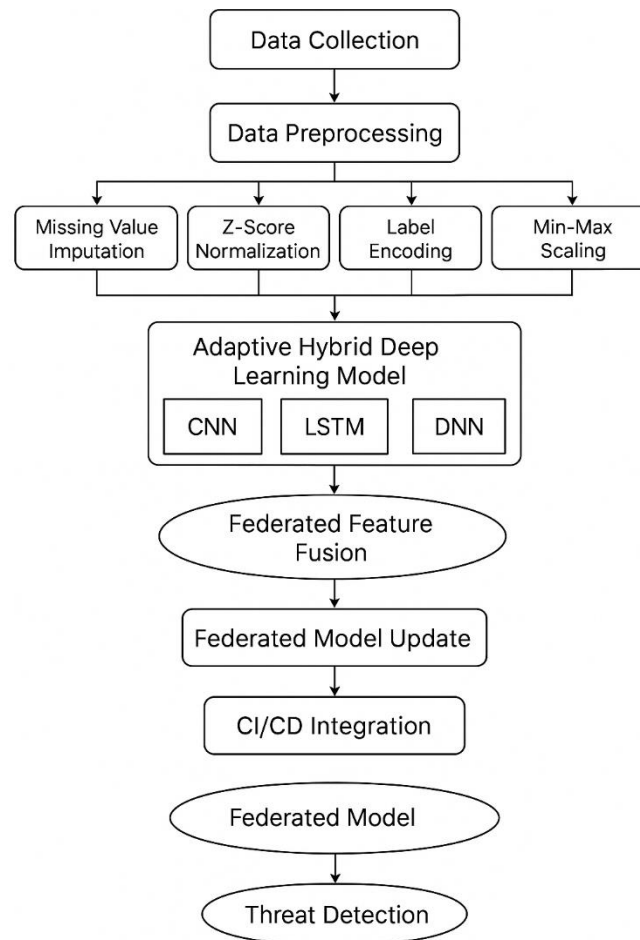 Data Collection
Data Preprocessing
Missing Value
Imputation
Z-Score
Normalization
Label
Encoding
Min-Max
Scaling
Adaptive Hybrid Deep
Learning Model
CNN
LSTM
DNN
Federated Feature
Fusion
Federated Model Update
CI/CD Integration
Federated Model
Threat Detection